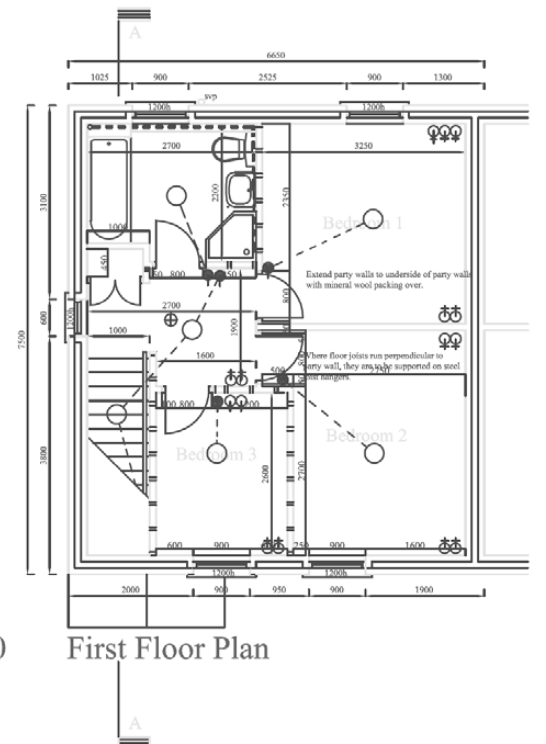 A
6650
1025 900 2525 900 1300
svp
1200h 1200h
2700 3250
3100
2200
2350
1000
Bedroom 1
450
800
Extend party walls to underside of party walls
with mineral wool packing over.
2700
800
600
1200h
7500
1000
1900
1600
Where floor joists run perpendicular to
party wall, they are to be supported on steel
joist hangers.
500
800
Bedroom 2
Bedroom 3
3800
2600
2700
600 900 250 900 1600
1200h 1200h
2000 900 950 900 1900
0 First Floor Plan
A